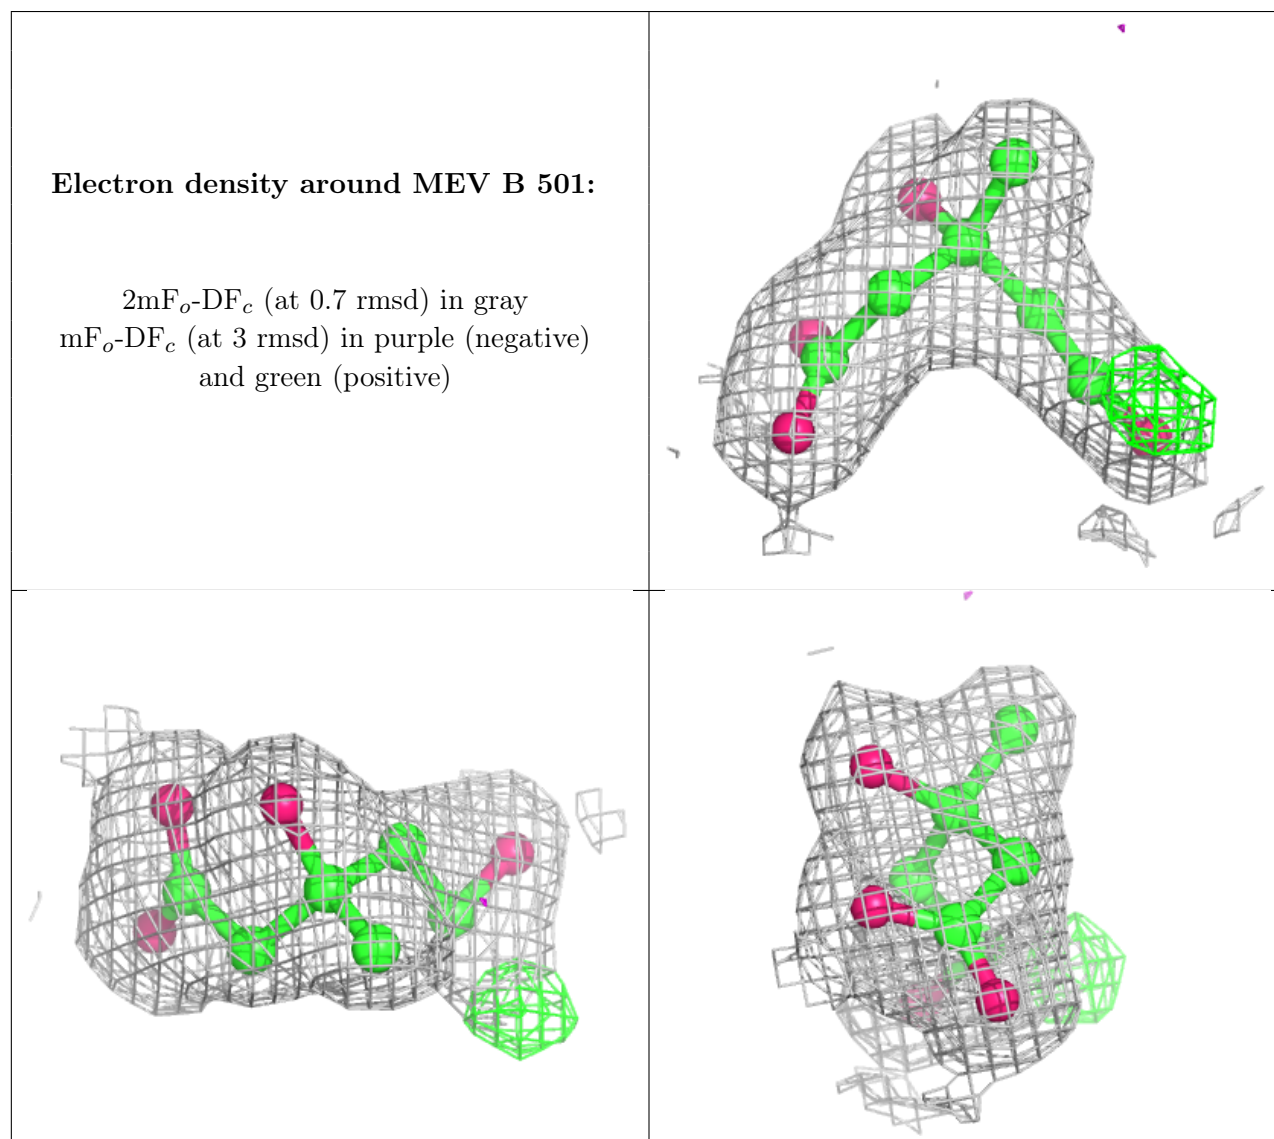 Electron density around MEV B 501:
2mFo-DFc (at 0.7 rmsd) in gray
mFo-DFc (at 3 rmsd) in purple (negative)
and green (positive)